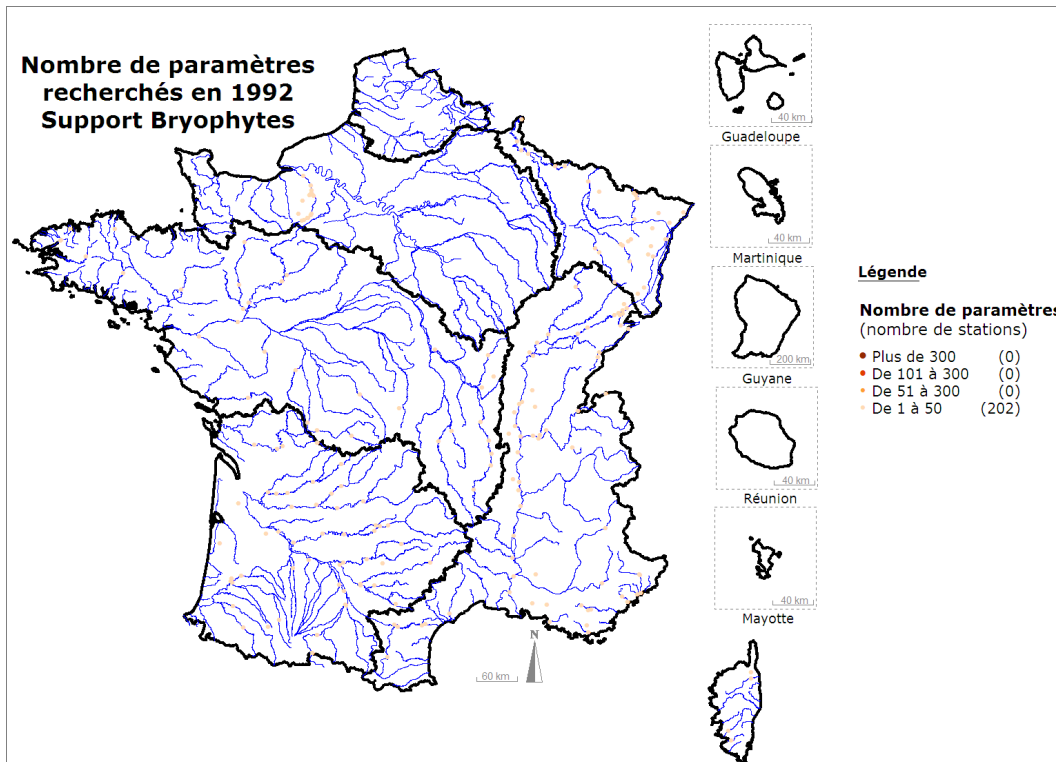 Nombre de paramètres
recherchés en 1992
Support Bryophytes
40 km
Guadeloupe
40 km
Martinique
200 km
Guyane
40 km
Réunion
40 km
Mayotte
N
60 km
Légende
Nombre de paramètres
(nombre de stations)
Plus de 300 (0)
De 101 à 300 (0)
De 51 à 300 (0)
De 1 à 50 (202)